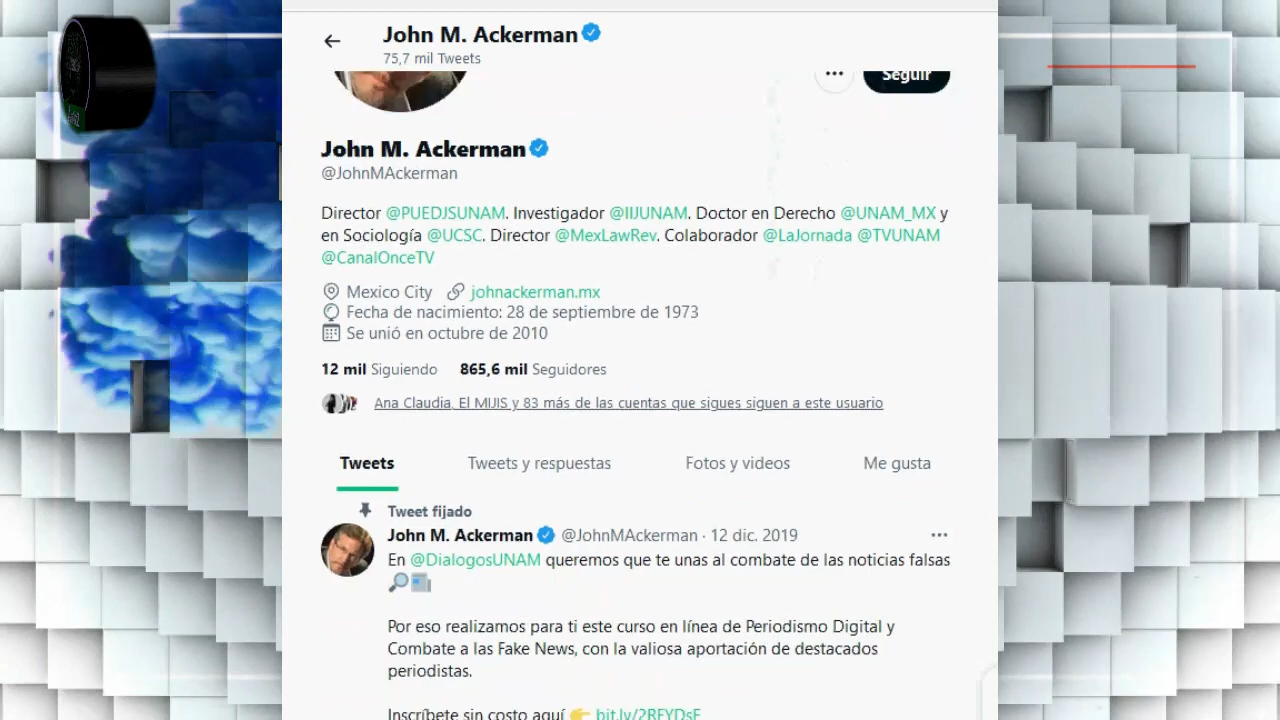 John M. Ackerman
75,7 mil Tweets
Seguir
John M. Ackerman
@JohnMAckerman
Director @PUEDJSUNAM. Investigador @IIJUNAM. Doctor en Derecho @UNAM_MX y
en Sociología @UCSC. Director @MexLawRev. Colaborador @LaJornada @TVUNAM
@CanalOnceTV
Mexico City johnackerman.mx
Fecha de nacimiento: 28 de septiembre de 1973
Se unió en octubre de 2010
12 mil Siguiendo 865,6 mil Seguidores
Ana Claudia, El MIJIS y 83 más de las cuentas que sigues siguen a este usuario
Tweets Tweets y respuestas Fotos y videos Me gusta
Tweet fijado
John M. Ackerman @JohnMAckerman · 12 dic. 2019
En @DialogosUNAM queremos que te unas al combate de las noticias falsas
Por eso realizamos para ti este curso en línea de Periodismo Digital y
Combate a las Fake News, con la valiosa aportación de destacados
periodistas.
Inscríbete sin costo aquí